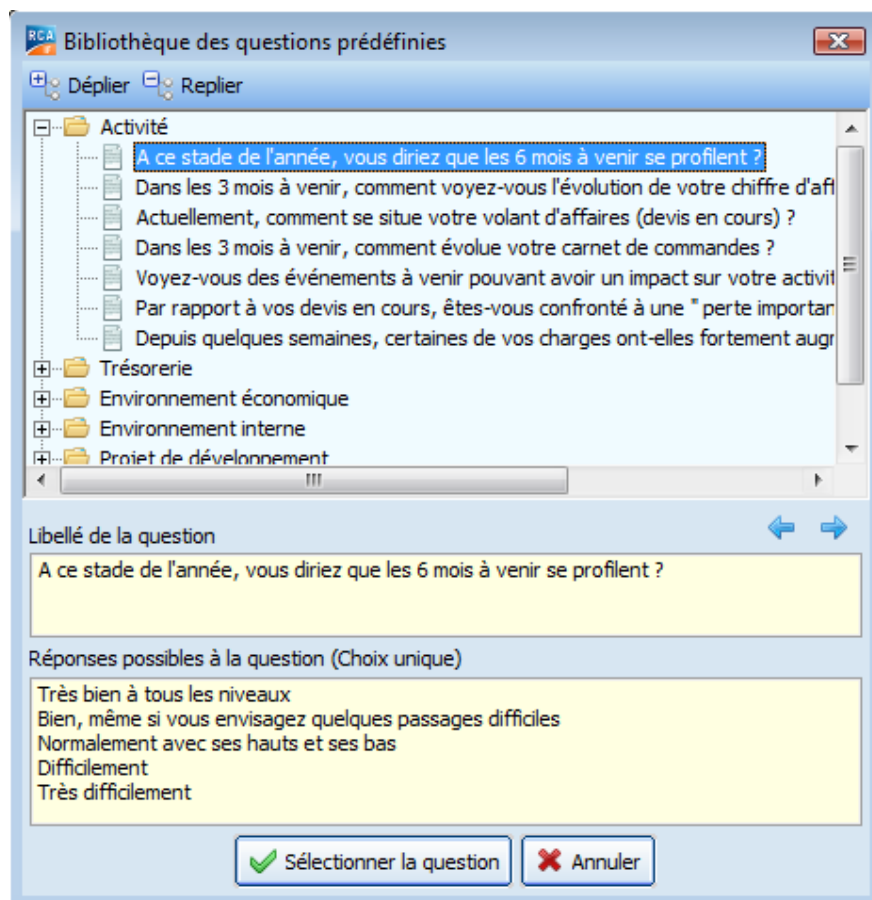 RCA
Bibliothèque des questions prédéfinies
Déplier Replier
Activité
A ce stade de l'année, vous diriez que les 6 mois à venir se profilent ?
Dans les 3 mois à venir, comment voyez-vous l'évolution de votre chiffre d'aff
Actuellement, comment se situe votre volant d'affaires (devis en cours) ?
Dans les 3 mois à venir, comment évolue votre carnet de commandes ?
Voyez-vous des événements à venir pouvant avoir un impact sur votre activit
Par rapport à vos devis en cours, êtes-vous confronté à une " perte importan
Depuis quelques semaines, certaines de vos charges ont-elles fortement augr
Trésorerie
Environnement économique
Environnement interne
Projet de développement
Libellé de la question
A ce stade de l'année, vous diriez que les 6 mois à venir se profilent ?
Réponses possibles à la question (Choix unique)
Très bien à tous les niveaux
Bien, même si vous envisagez quelques passages difficiles
Normalement avec ses hauts et ses bas
Difficilement
Très difficilement
Sélectionner la question Annuler